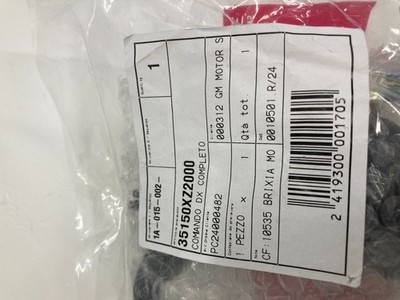 1
1A-015-002-
35150XZ2000
COMANDO DX COMPLETO
000312 GM MOTOR S
PC24000482
1 PEZZO x 1 Qtà tot. 1
CF:10535 BRIXIA MO 0010501 R/24
2 419300 001705